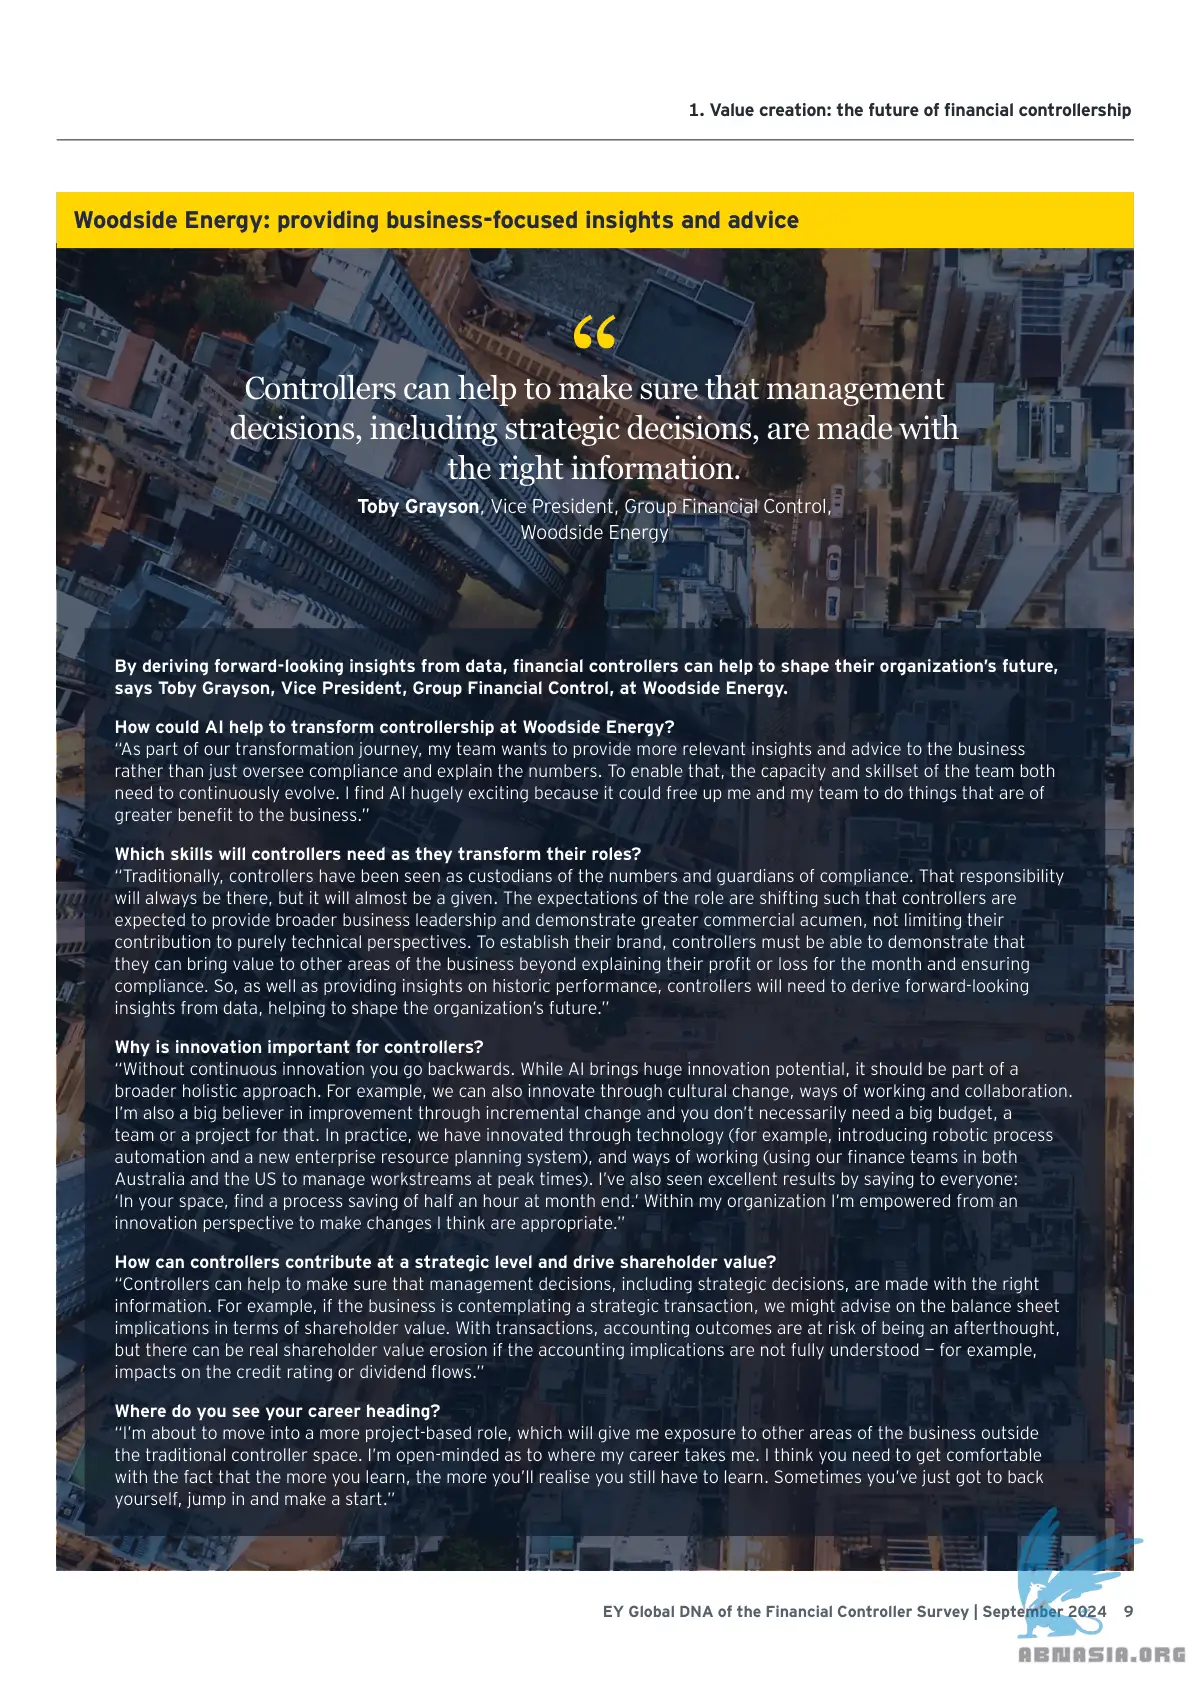 1. Value creation: the future of financial controllership
Woodside Energy: providing business-focused insights and advice
“
Controllers can help to make sure that management
decisions, including strategic decisions, are made with
the right information.
Toby Grayson, Vice President, Group Financial Control,
Woodside Energy
By deriving forward-looking insights from data, financial controllers can help to shape their organization’s future,
says Toby Grayson, Vice President, Group Financial Control, at Woodside Energy.
How could AI help to transform controllership at Woodside Energy?
“As part of our transformation journey, my team wants to provide more relevant insights and advice to the business
rather than just oversee compliance and explain the numbers. To enable that, the capacity and skillset of the team both
need to continuously evolve. I find AI hugely exciting because it could free up me and my team to do things that are of
greater benefit to the business.”
Which skills will controllers need as they transform their roles?
“Traditionally, controllers have been seen as custodians of the numbers and guardians of compliance. That responsibility
will always be there, but it will almost be a given. The expectations of the role are shifting such that controllers are
expected to provide broader business leadership and demonstrate greater commercial acumen, not limiting their
contribution to purely technical perspectives. To establish their brand, controllers must be able to demonstrate that
they can bring value to other areas of the business beyond explaining their profit or loss for the month and ensuring
compliance. So, as well as providing insights on historic performance, controllers will need to derive forward-looking
insights from data, helping to shape the organization’s future.”
Why is innovation important for controllers?
“Without continuous innovation you go backwards. While AI brings huge innovation potential, it should be part of a
broader holistic approach. For example, we can also innovate through cultural change, ways of working and collaboration.
I’m also a big believer in improvement through incremental change and you don’t necessarily need a big budget, a
team or a project for that. In practice, we have innovated through technology (for example, introducing robotic process
automation and a new enterprise resource planning system), and ways of working (using our finance teams in both
Australia and the US to manage workstreams at peak times). I’ve also seen excellent results by saying to everyone:
‘In your space, find a process saving of half an hour at month end.’ Within my organization I’m empowered from an
innovation perspective to make changes I think are appropriate.”
How can controllers contribute at a strategic level and drive shareholder value?
“Controllers can help to make sure that management decisions, including strategic decisions, are made with the right
information. For example, if the business is contemplating a strategic transaction, we might advise on the balance sheet
implications in terms of shareholder value. With transactions, accounting outcomes are at risk of being an afterthought,
but there can be real shareholder value erosion if the accounting implications are not fully understood – for example,
impacts on the credit rating or dividend flows.”
Where do you see your career heading?
“I’m about to move into a more project-based role, which will give me exposure to other areas of the business outside
the traditional controller space. I’m open-minded as to where my career takes me. I think you need to get comfortable
with the fact that the more you learn, the more you’ll realise you still have to learn. Sometimes you’ve just got to back
yourself, jump in and make a start.”
EY Global DNA of the Financial Controller Survey | September 2024 9
ABNASIA.ORG